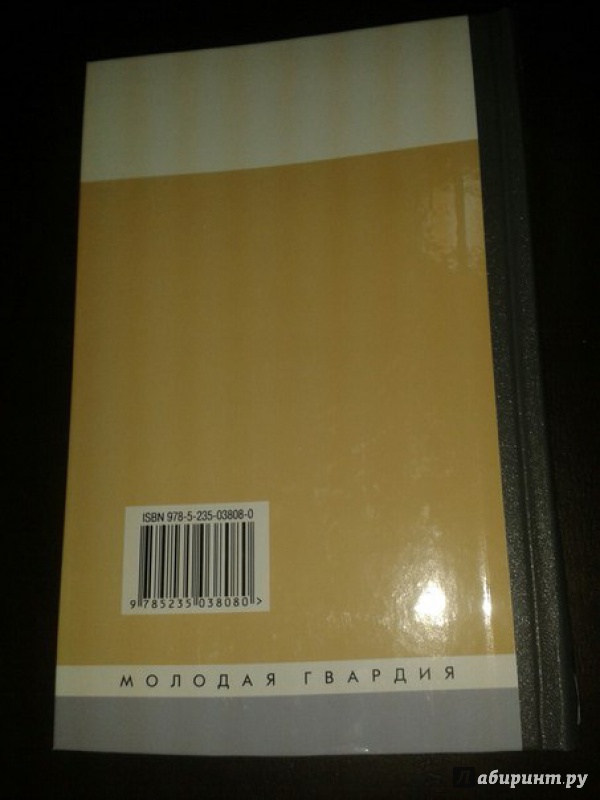 ISBN 978-5-235-03808-0
9 785235 038080 >
МОЛОДАЯ ГВАРДИЯ
Лабиринт.ру